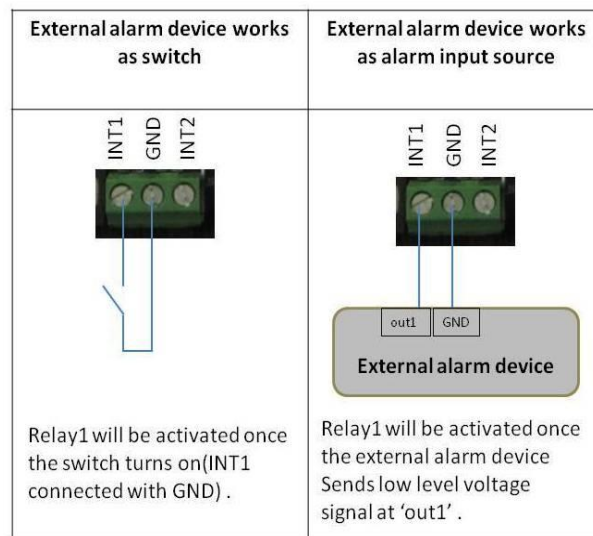 External alarm device works
as switch
External alarm device works
as alarm input source
INT1
GND
INT2
INT1
GND
INT2
out1
GND
External alarm device
Relay1 will be activated once
the switch turns on(INT1
connected with GND) .
Relay1 will be activated once
the external alarm device
Sends low level voltage
signal at ‘out1’ .